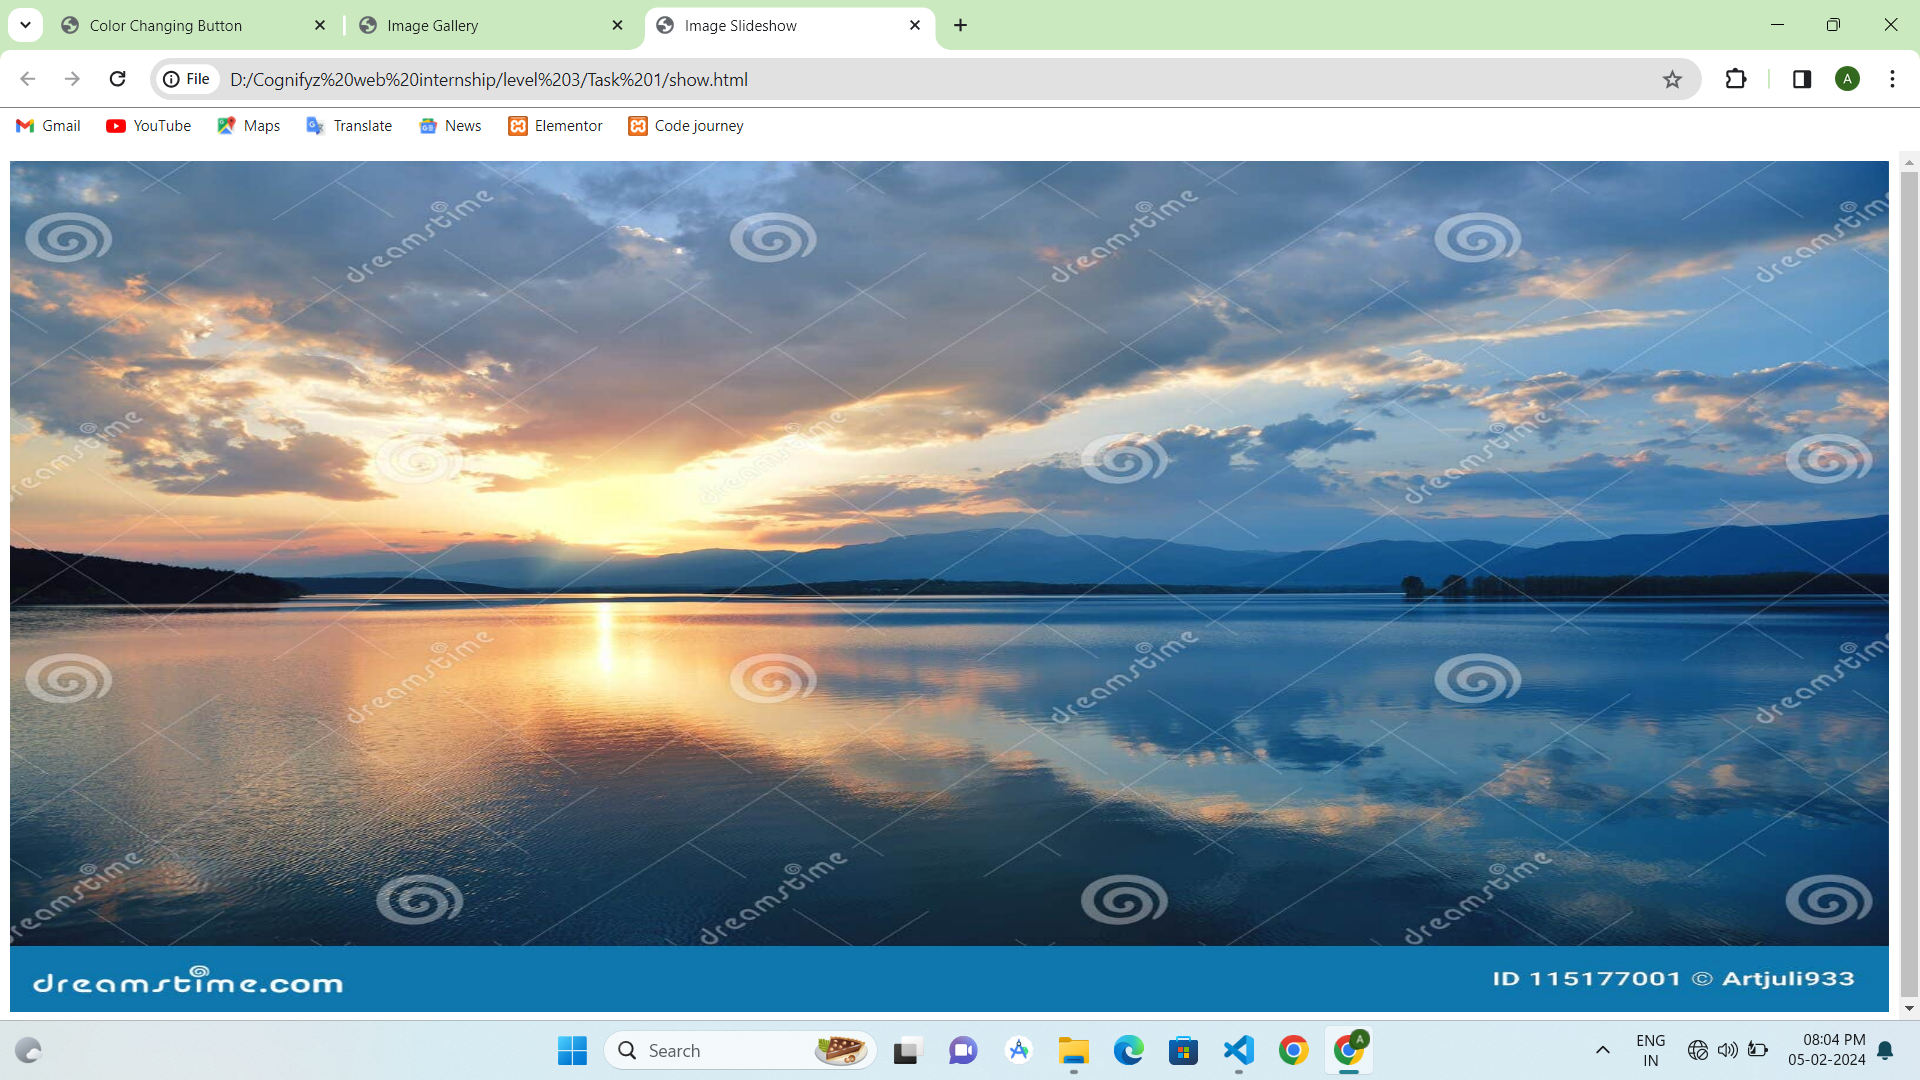 Color Changing Button
Image Gallery
Image Slideshow
File
D:/Cognifyz%20web%20internship/level%203/Task%201/show.html
A
Gmail
YouTube
Maps
Translate
News
Elementor
Code journey
dreamstime
dreamstime
dreamstime
dreamstime
dreamstime
dreamstime
dreamstime
dreamstime
dreamstime
dreamstime
dreamstime
dreamstime
dreamstime.com
ID 115177001 © Artjuli933
Search
A
ENG
IN
08:04 PM
05-02-2024